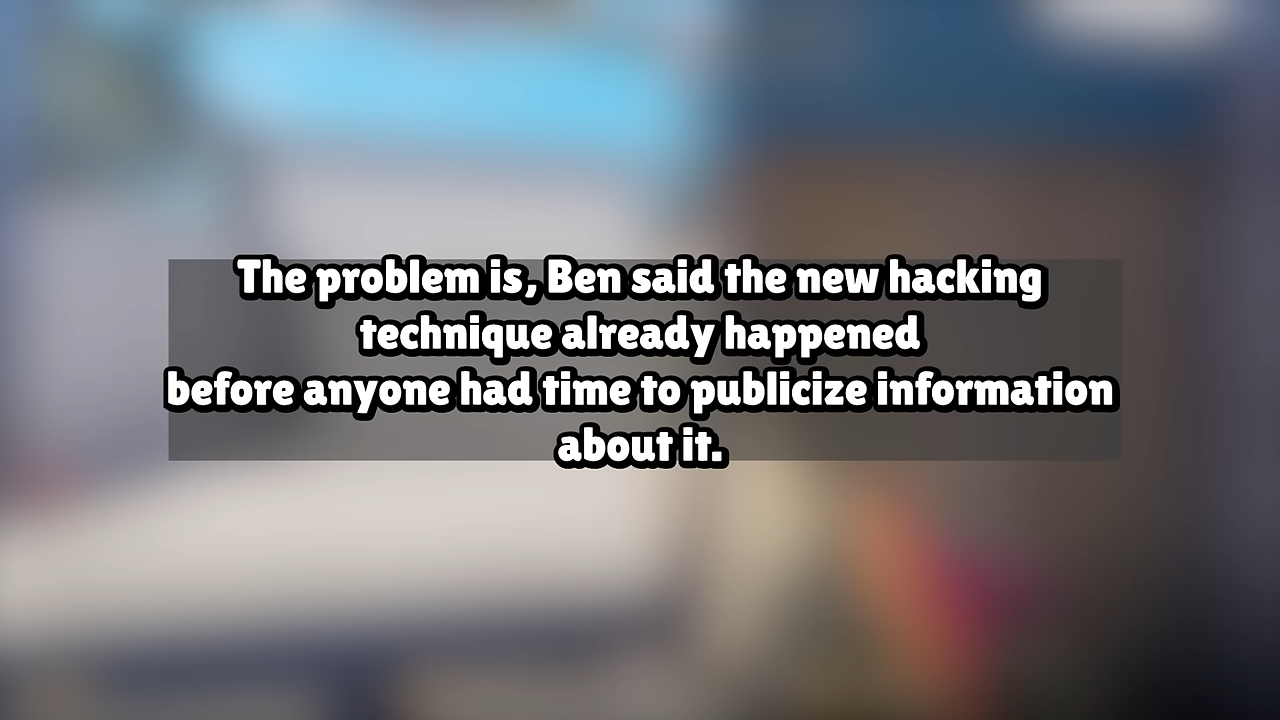 The problem is, Ben said the new hacking
technique already happened
before anyone had time to publicize information
about it.